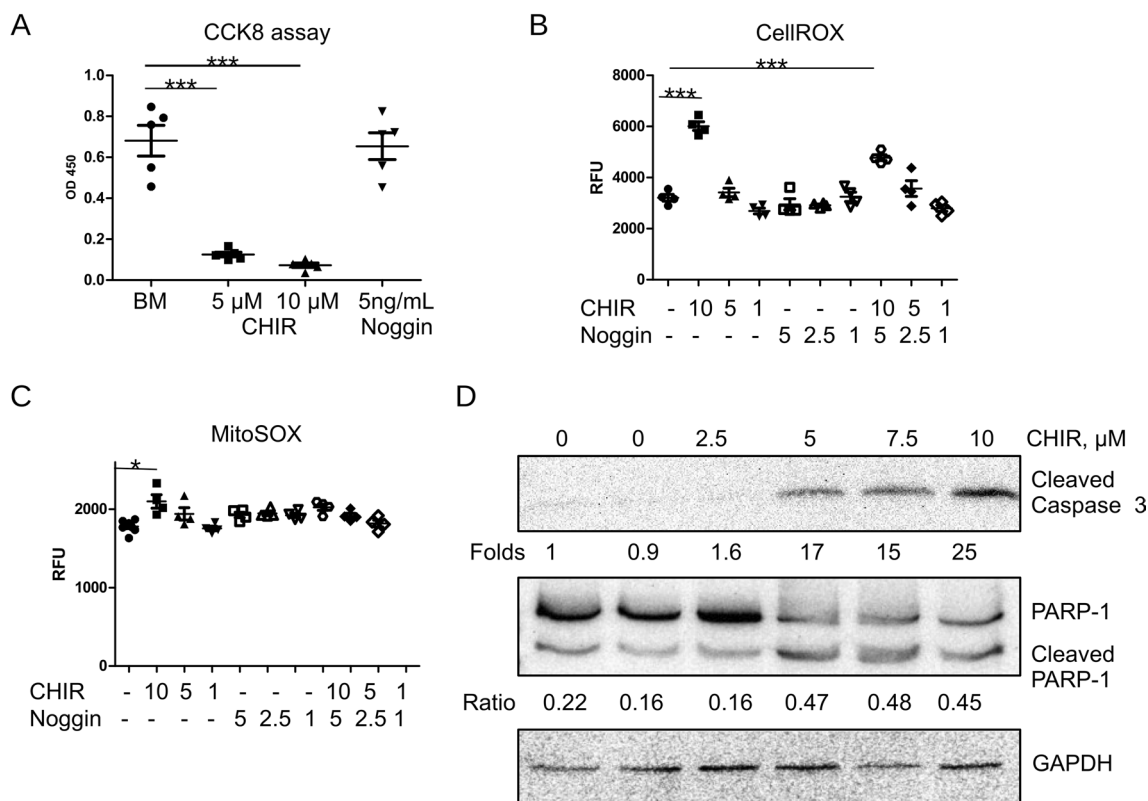 A
CCK8 assay
***
***
1.0
0.8
0.6
0.4
0.2
0.0
OD 450
BM 5 µM 10 µM 5ng/mL
CHIR Noggin
B
CellROX
***
***
8000
6000
4000
2000
0
RFU
CHIR - 10 5 1 - - - 10 5 1
Noggin - - - - 5 2.5 1 5 2.5 1
C
MitoSOX
*
2000
1000
0
RFU
CHIR - 10 5 1 - - - 10 5 1
Noggin - - - - 5 2.5 1 5 2.5 1
D
0 0 2.5 5 7.5 10 CHIR, µM
Cleaved
Caspase 3
Folds 1 0.9 1.6 17 15 25
PARP-1
Cleaved
PARP-1
Ratio 0.22 0.16 0.16 0.47 0.48 0.45
GAPDH